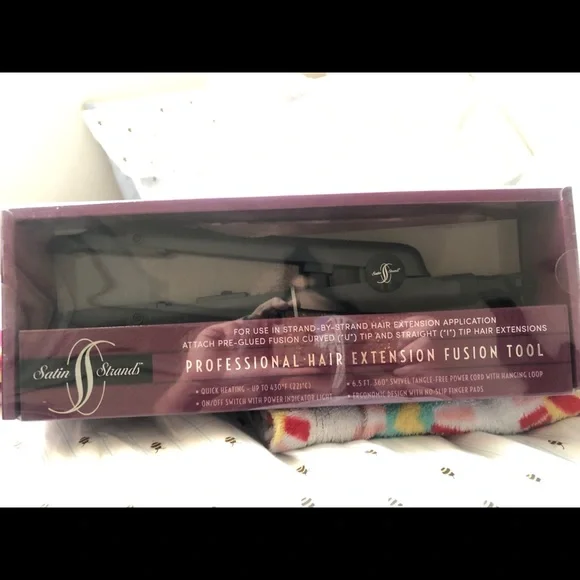 Satin Strands
FOR USE IN STRAND-BY-STRAND HAIR EXTENSION APPLICATION
ATTACH PRE-GLUED FUSION CURVED ("U") TIP AND STRAIGHT ("I") TIP HAIR EXTENSIONS
PROFESSIONAL HAIR EXTENSION FUSION TOOL
• QUICK HEATING - UP TO 430°F (221°C)
• ON/OFF SWITCH WITH POWER INDICATOR LIGHT
• 6.5 FT. 360° SWIVEL TANGLE-FREE POWER CORD WITH HANGING LOOP
• ERGONOMIC DESIGN WITH NO-SLIP FINGER PADS
Satin Strands